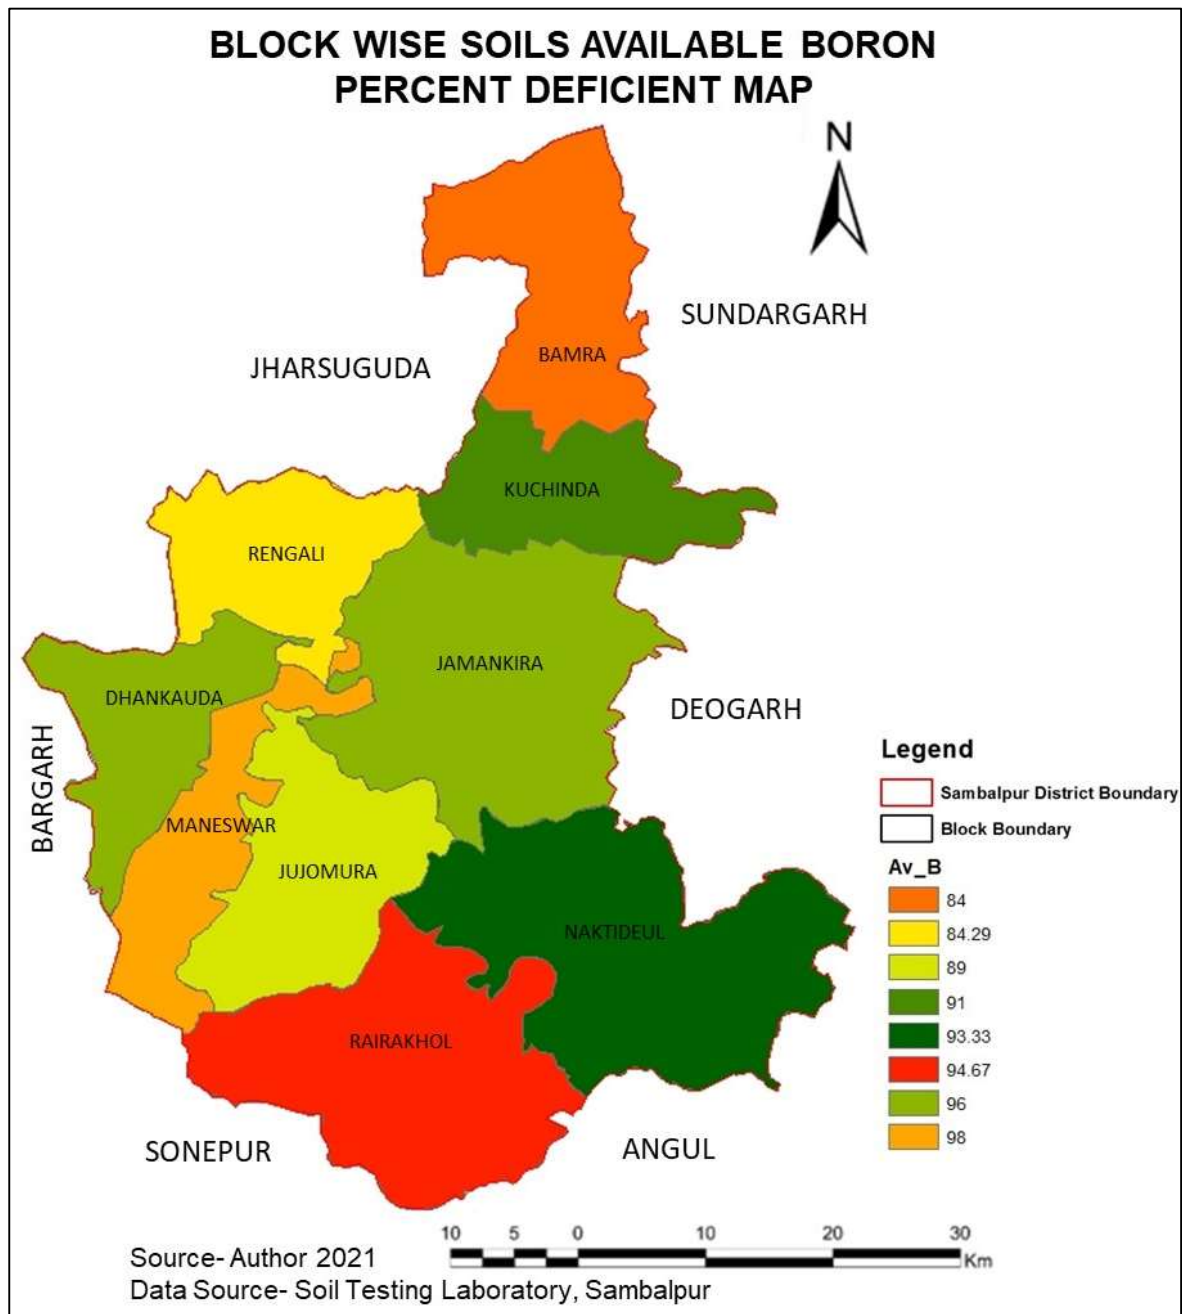 BLOCK WISE SOILS AVAILABLE BORON
PERCENT DEFICIENT MAP
N
SUNDARGARH
BAMRA
JHARSUGUDA
KUCHINDA
RENGALI
JAMANKIRA
DHANKAUDA
DEOGARH
BARGARH
MANESWAR
JUJOMURA
NAKTIDEUL
RAIRAKHOL
SONEPUR
ANGUL
Legend
Sambalpur District Boundary
Block Boundary
Av_B
84
84.29
89
91
93.33
94.67
96
98
10 5 0 10 20 30
Km
Source- Author 2021
Data Source- Soil Testing Laboratory, Sambalpur